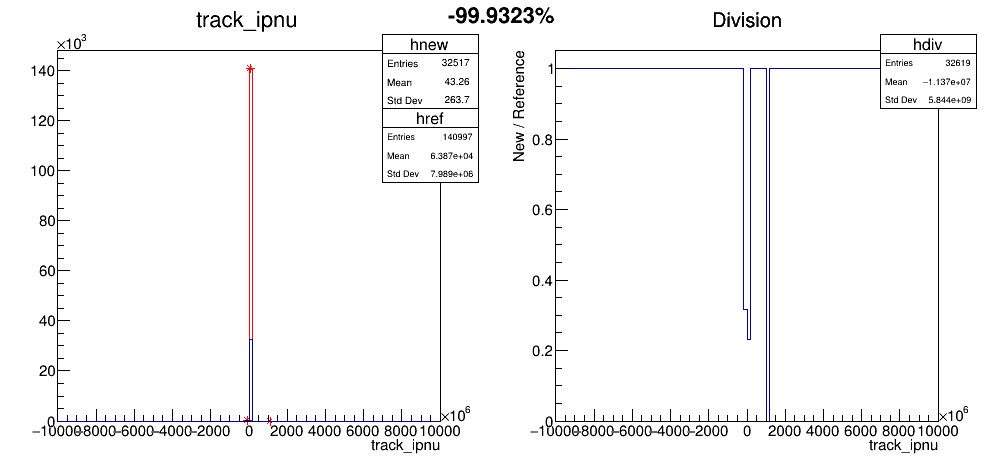 -99.9323%
track_ipnu
×10³
hnew
Entries 32517
Mean 43.26
Std Dev 263.7
href
Entries 140997
Mean 6.387e+04
Std Dev 7.989e+06
140
120
100
80
60
40
20
0
−10000 −8000 −6000 −4000 −2000 0 2000 4000 6000 8000 10000
×10⁶
track_ipnu
Division
hdiv
Entries 32619
Mean −1.137e+07
Std Dev 5.844e+09
New / Reference
1
0.8
0.6
0.4
0.2
0
−10000 −8000 −6000 −4000 −2000 0 2000 4000 6000 8000 10000
×10⁶
track_ipnu